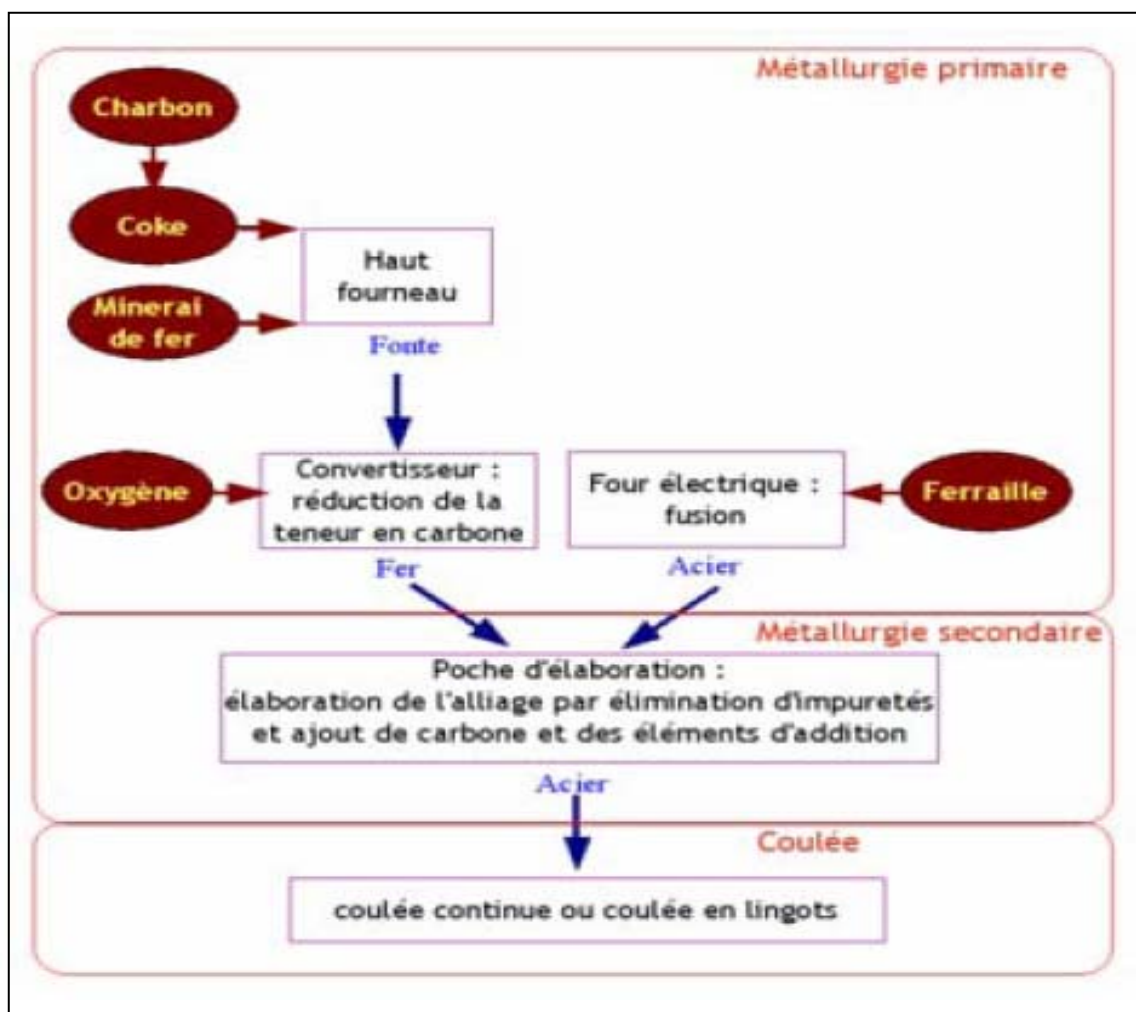 Métallurgie primaire
Charbon
Coke
Haut
fourneau
Minerai
de fer
Fonte
Oxygène
Convertisseur :
réduction de la
teneur en carbone
Four électrique :
fusion
Ferraille
Fer
Acier
Métallurgie secondaire
Poche d'élaboration :
élaboration de l'alliage par élimination d'impuretés
et ajout de carbone et des éléments d'addition
Acier
Coulée
coulée continue ou coulée en lingots